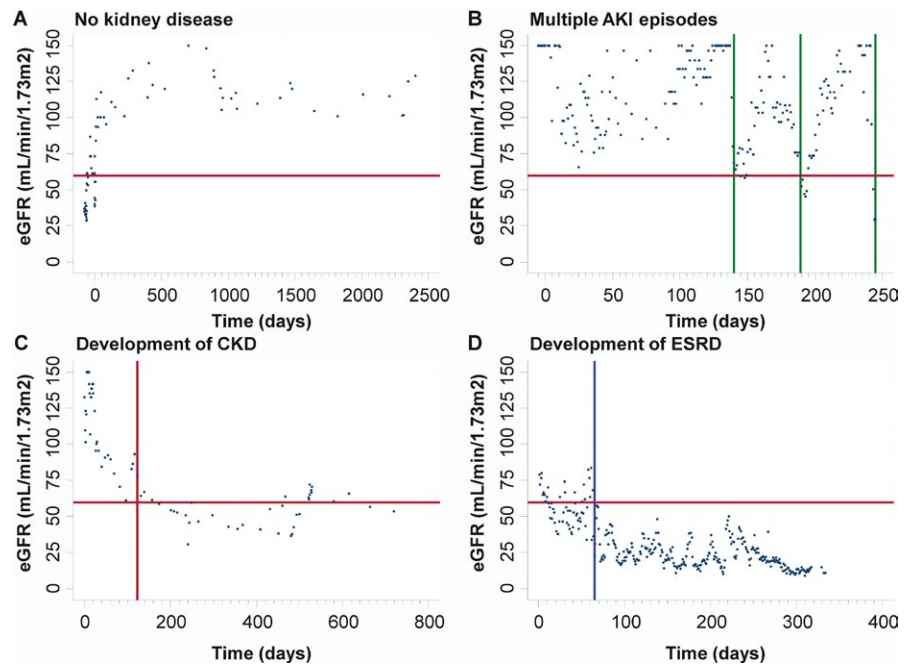 A No kidney disease
eGFR (mL/min/1.73m2)
150
125
100
75
50
25
0
0 500 1000 1500 2000 2500
Time (days)
B Multiple AKI episodes
eGFR (mL/min/1.73m2)
150
125
100
75
50
25
0
0 50 100 150 200 250
Time (days)
C Development of CKD
eGFR (mL/min/1.73m2)
150
125
100
75
50
25
0
0 200 400 600 800
Time (days)
D Development of ESRD
eGFR (mL/min/1.73m2)
150
125
100
75
50
25
0
0 100 200 300 400
Time (days)